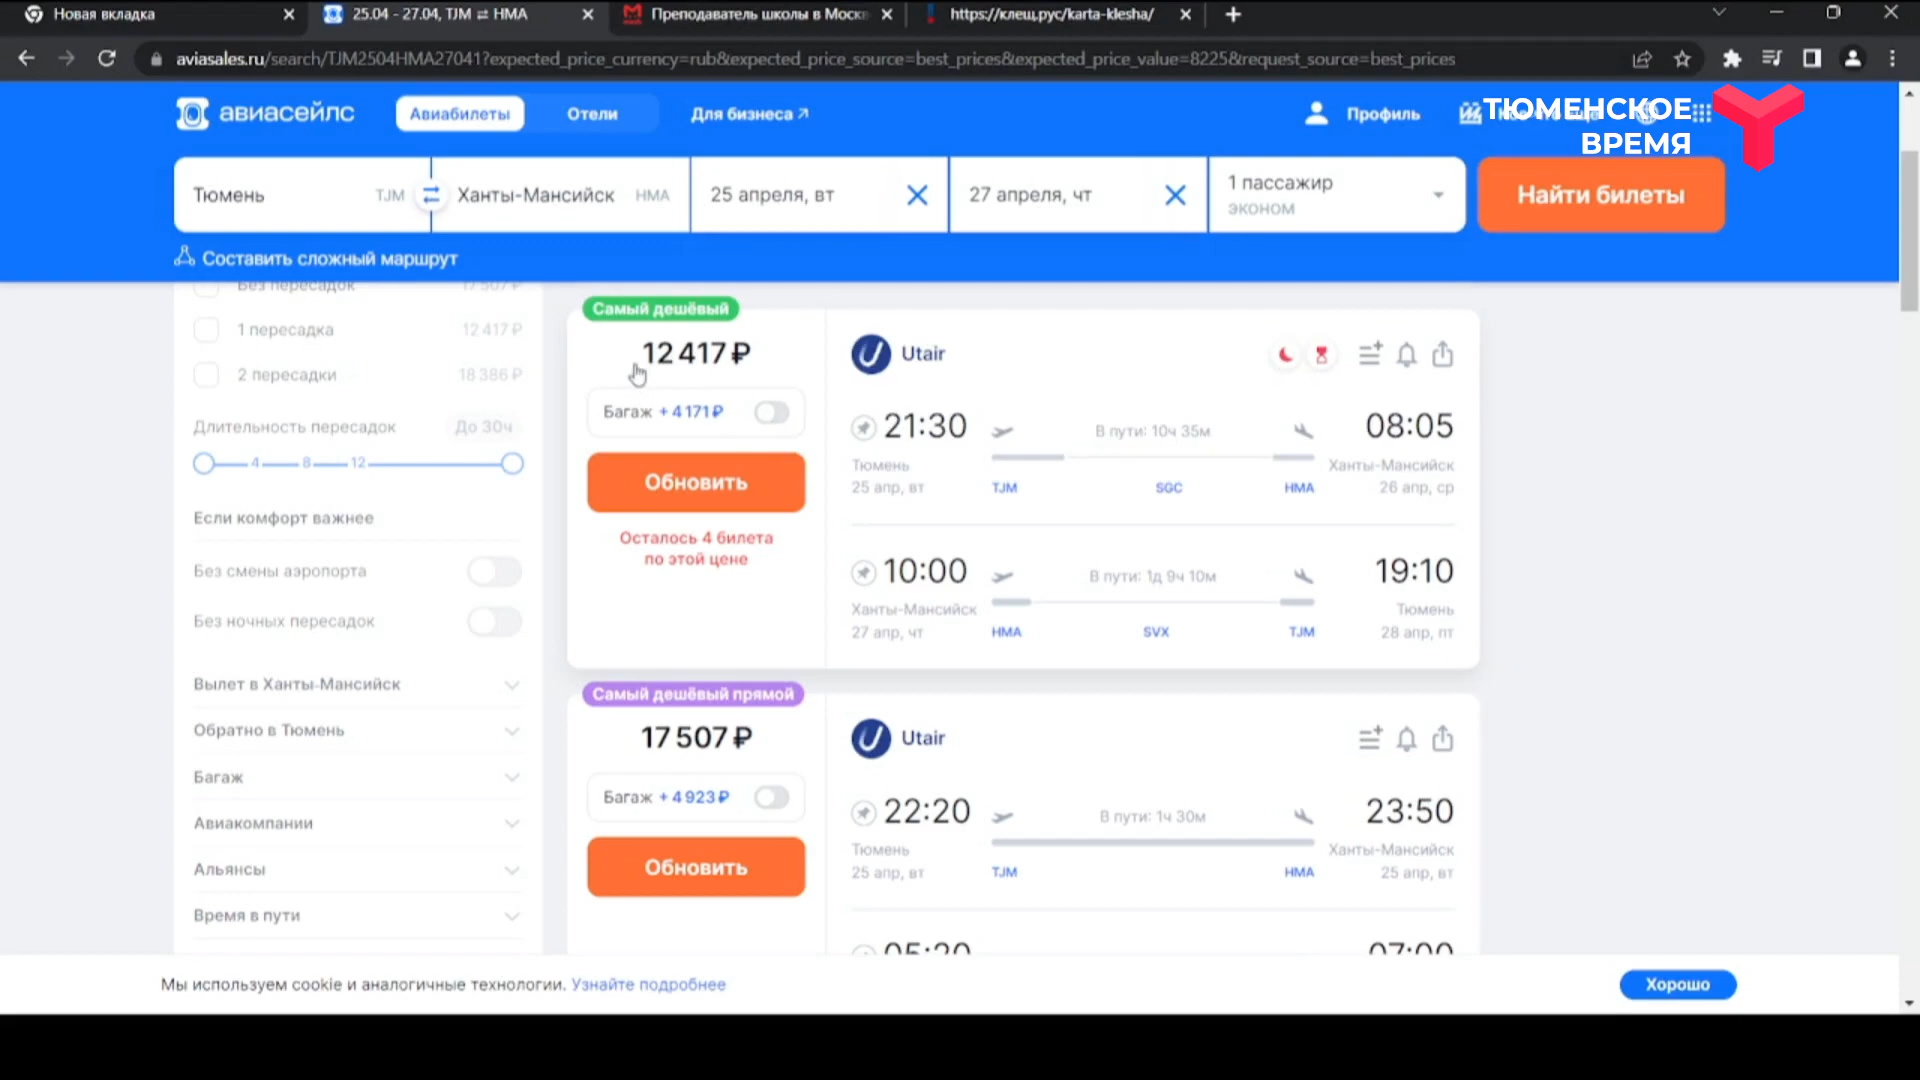 Новая вкладка
25.04 - 27.04, TJM ⇄ HMA
Преподаватель школы в Москв
https://клещ.рус/karta-klesha/
aviasales.ru/search/TJM2504HMA27041?expected_price_currency=rub&expected_price_source=best_prices&expected_price_value=8225&request_source=best_prices
авиасейлс
Авиабилеты
Отели
Для бизнеса ↗
Профиль
ТЮМЕНСКОЕ
ВРЕМЯ
Тюмень TJM
Ханты-Мансийск HMA
25 апреля, вт
27 апреля, чт
1 пассажир
эконом
Найти билеты
Составить сложный маршрут
Без пересадок 17 507 ₽
1 пересадка 12 417 ₽
2 пересадки 18 386 ₽
Длительность пересадок До 30ч
4 8 12
Если комфорт важнее
Без смены аэропорта
Без ночных пересадок
Вылет в Ханты-Мансийск
Обратно в Тюмень
Багаж
Авиакомпании
Альянсы
Время в пути
Самый дешёвый
12 417 ₽
Багаж + 4 171 ₽
Обновить
Осталось 4 билета
по этой цене
Utair
21:30 В пути: 10ч 35м 08:05
Тюмень Ханты-Мансийск
25 апр, вт TJM SGC HMA 26 апр, ср
10:00 В пути: 1д 9ч 10м 19:10
Ханты-Мансийск Тюмень
27 апр, чт HMA SVX TJM 28 апр, пт
Самый дешёвый прямой
17 507 ₽
Багаж + 4 923 ₽
Обновить
Utair
22:20 В пути: 1ч 30м 23:50
Тюмень Ханты-Мансийск
25 апр, вт TJM HMA 25 апр, вт
05:20 07:00
Мы используем cookie и аналогичные технологии. Узнайте подробнее
Хорошо